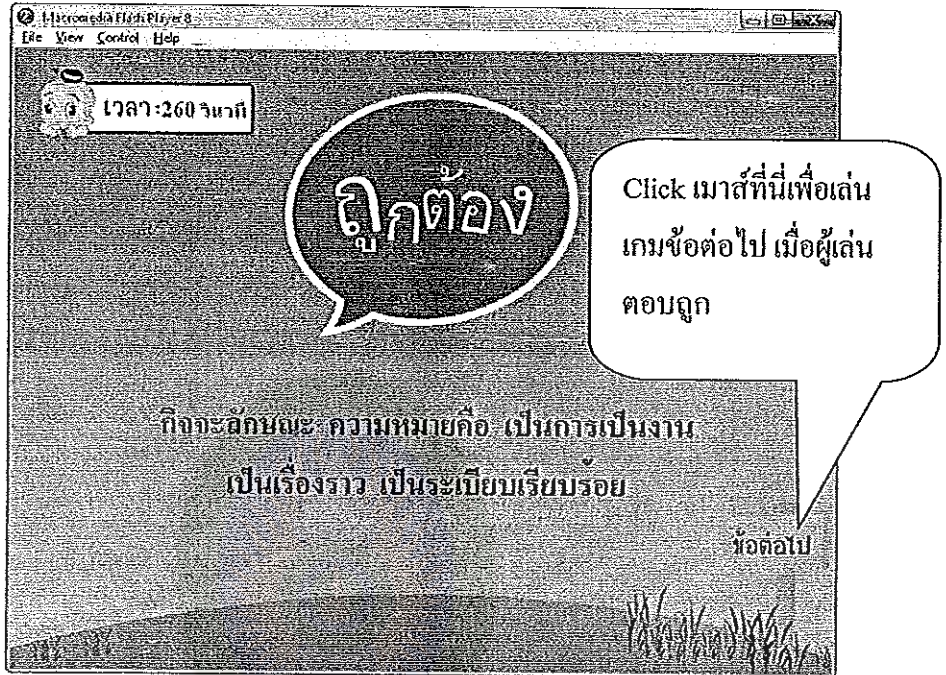 Macromedia Flash Player 8
File View Control Help
เวลา :260 วินาที
ถูกต้อง
Click เมาส์ที่นี่เพื่อเล่น
เกมข้อต่อไป เมื่อผู้เล่น
ตอบถูก
กิจจะลักษณะ ความหมายคือ เป็นการเป็นงาน
เป็นเรื่องราว เป็นระเบียบเรียบร้อย
ข้อต่อไป